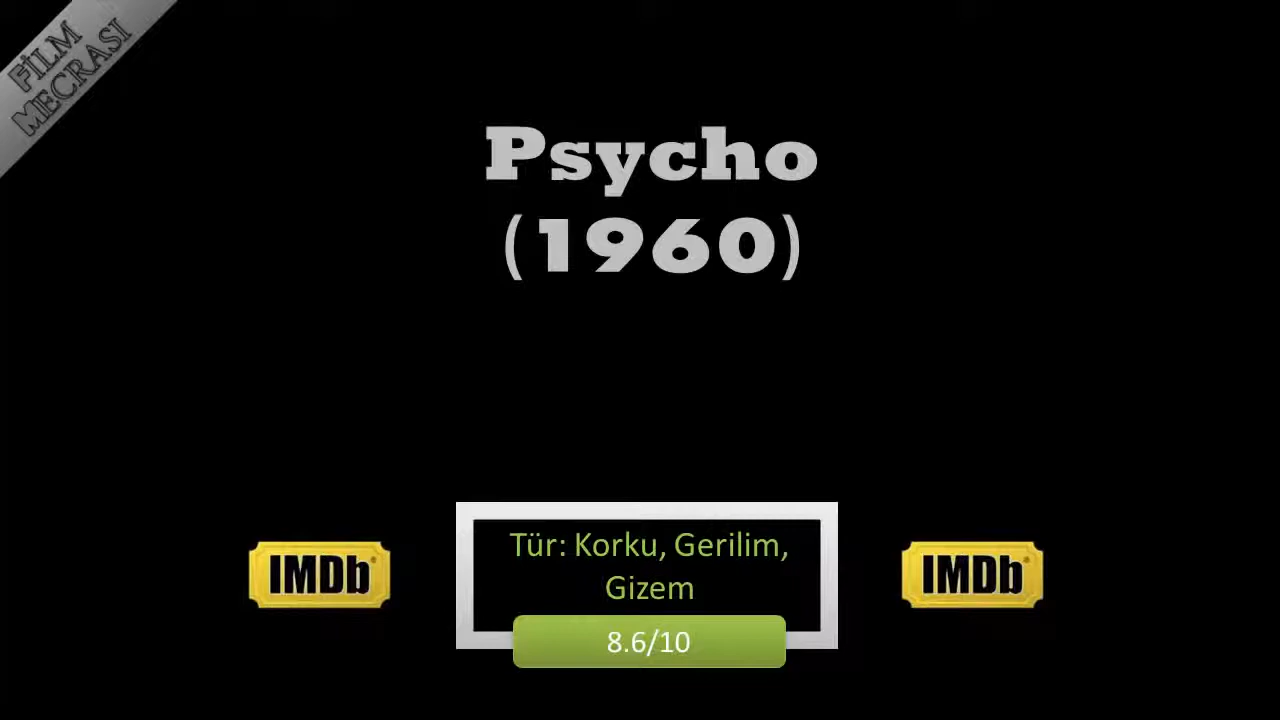 FİLM
MECRASI
Psycho
(1960)
Tür: Korku, Gerilim,
Gizem
8.6/10
IMDb
IMDb